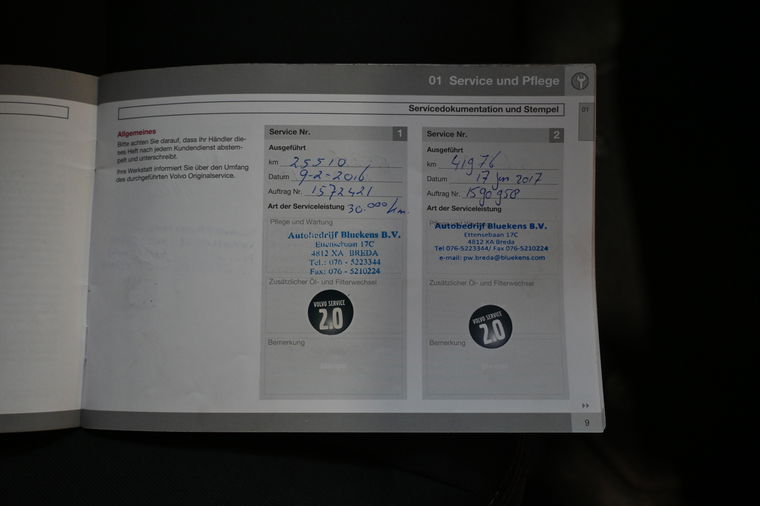 01 Service und Pflege
Servicedokumentation und Stempel
01
Allgemeines
Bitte achten Sie darauf, dass Ihr Händler die-
ses Heft nach jedem Kundendienst abstem-
pelt und unterschreibt.
Ihre Werkstatt informiert Sie über den Umfang
des durchgeführten Volvo Originalservice.
Service Nr. 1
Ausgeführt
km 25510
Datum 9-2-2016
Auftrag Nr. 1572421
Art der Serviceleistung 30.000/km.
Pflege und Wartung
Autobedrijf Bluekens B.V.
Ettensebaan 17C
4812 XA BREDA
Tel.: 076 - 5223344
Fax: 076 - 5210224
Zusätzlicher Öl- und Filterwechsel
VOLVO SERVICE
2.0
Bemerkung
Stempel
Service Nr. 2
Ausgeführt
km 41976
Datum 17 jan 2017
Auftrag Nr. 1590958
Art der Serviceleistung
Pflege und Wartung
Autobedrijf Bluekens B.V.
Ettensebaan 17C
4812 XA Breda
Tel 076-5223344/ Fax 076-5210224
e-mail: pw.breda@bluekens.com
Zusätzlicher Öl- und Filterwechsel
VOLVO SERVICE
2.0
Bemerkung
Stempel
9